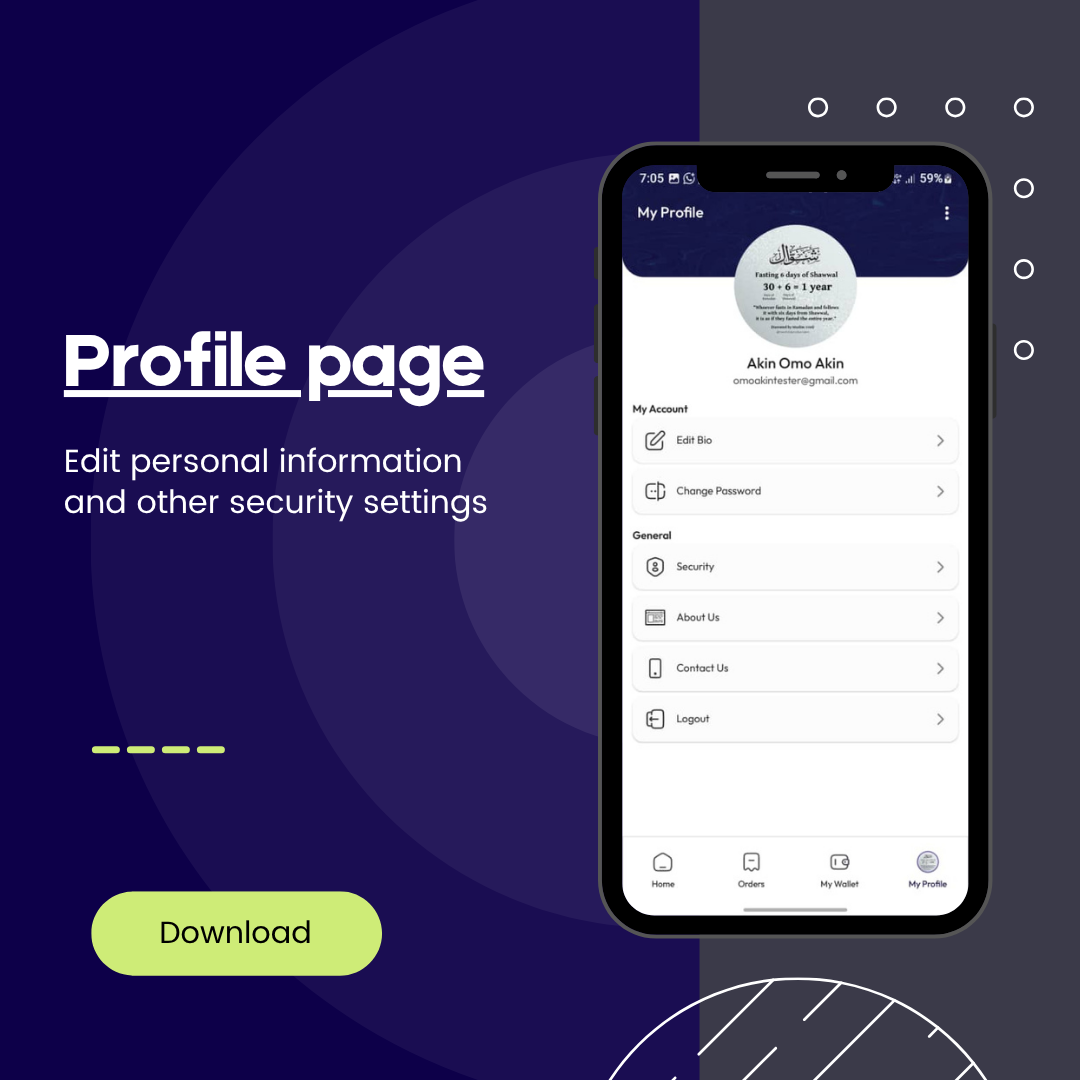 Profile page
Edit personal information
and other security settings
Download
7:05
59%
My Profile
شوال
Fasting 6 days of Shawwal
30 + 6 = 1 year
"Whoever fasts in Ramadan and follows
it with six days from Shawwal,
it is as if they fasted the entire year."
Akin Omo Akin
omoakintester@gmail.com
My Account
Edit Bio
Change Password
General
Security
About Us
Contact Us
Logout
Home
Orders
My Wallet
My Profile